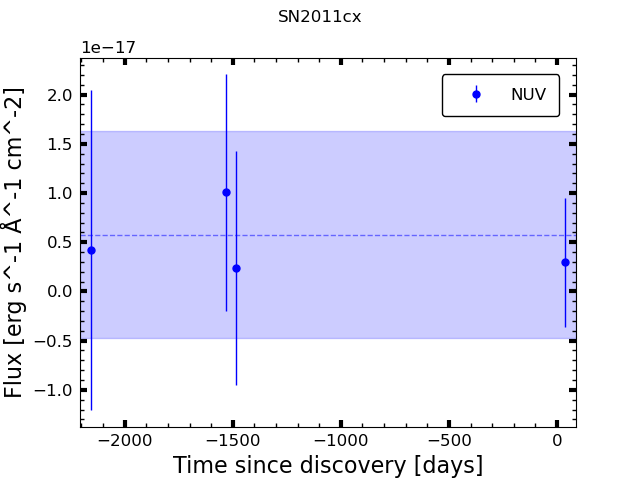 SN2011cx
1e−17
NUV
2.0
1.5
1.0
0.5
0.0
−0.5
−1.0
Flux [erg s^-1 Å^-1 cm^-2]
−2000 −1500 −1000 −500 0
Time since discovery [days]